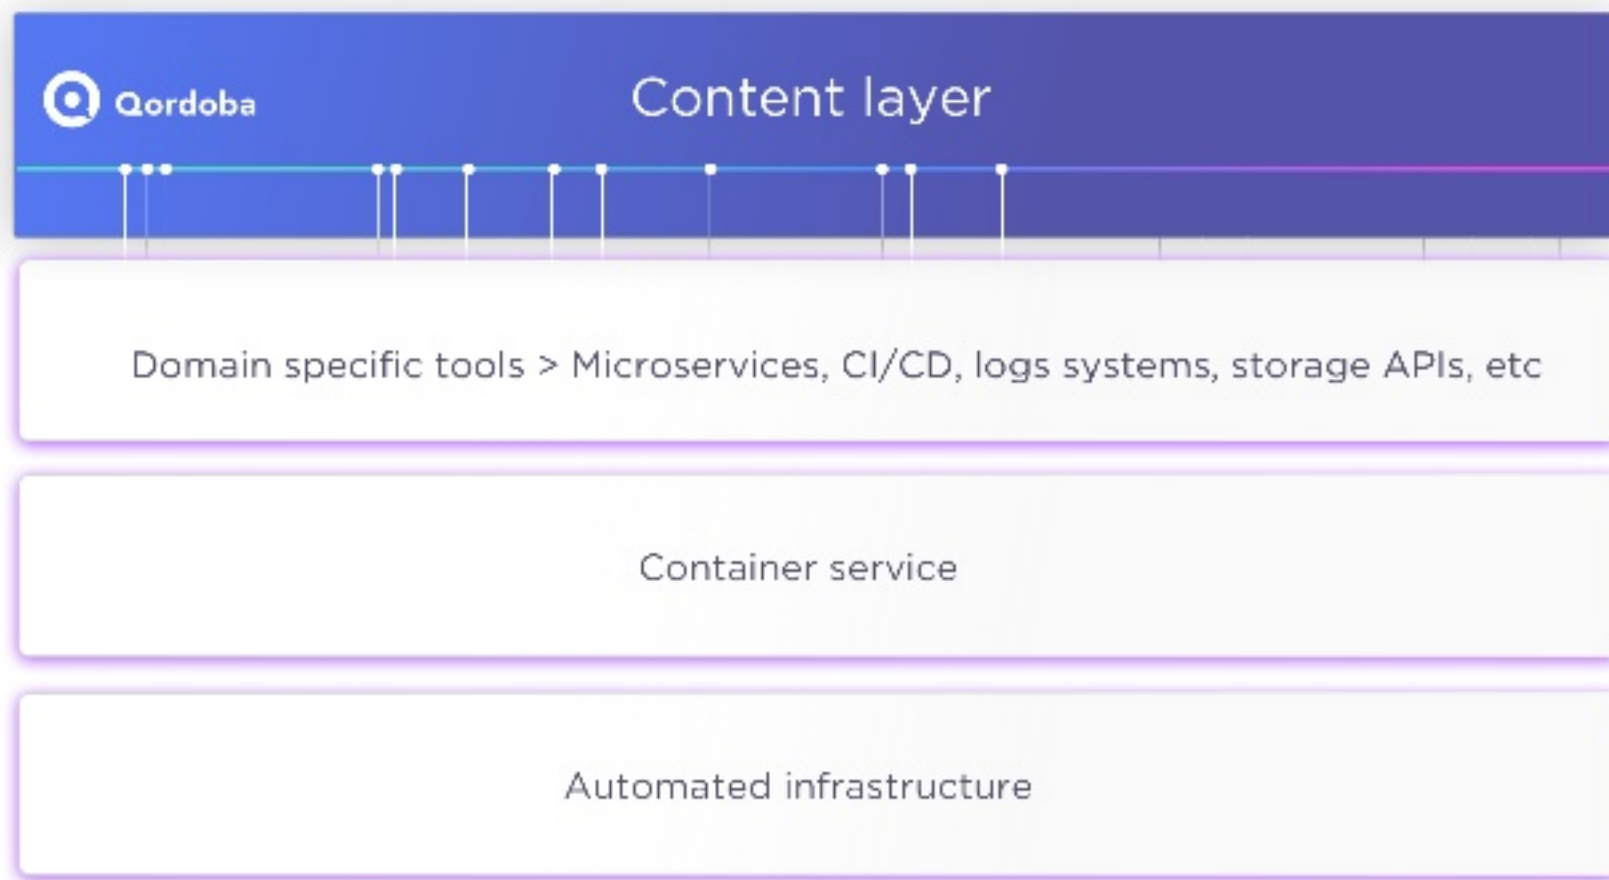 Qordoba
Content layer
Domain specific tools > Microservices, CI/CD, logs systems, storage APIs, etc
Container service
Automated infrastructure